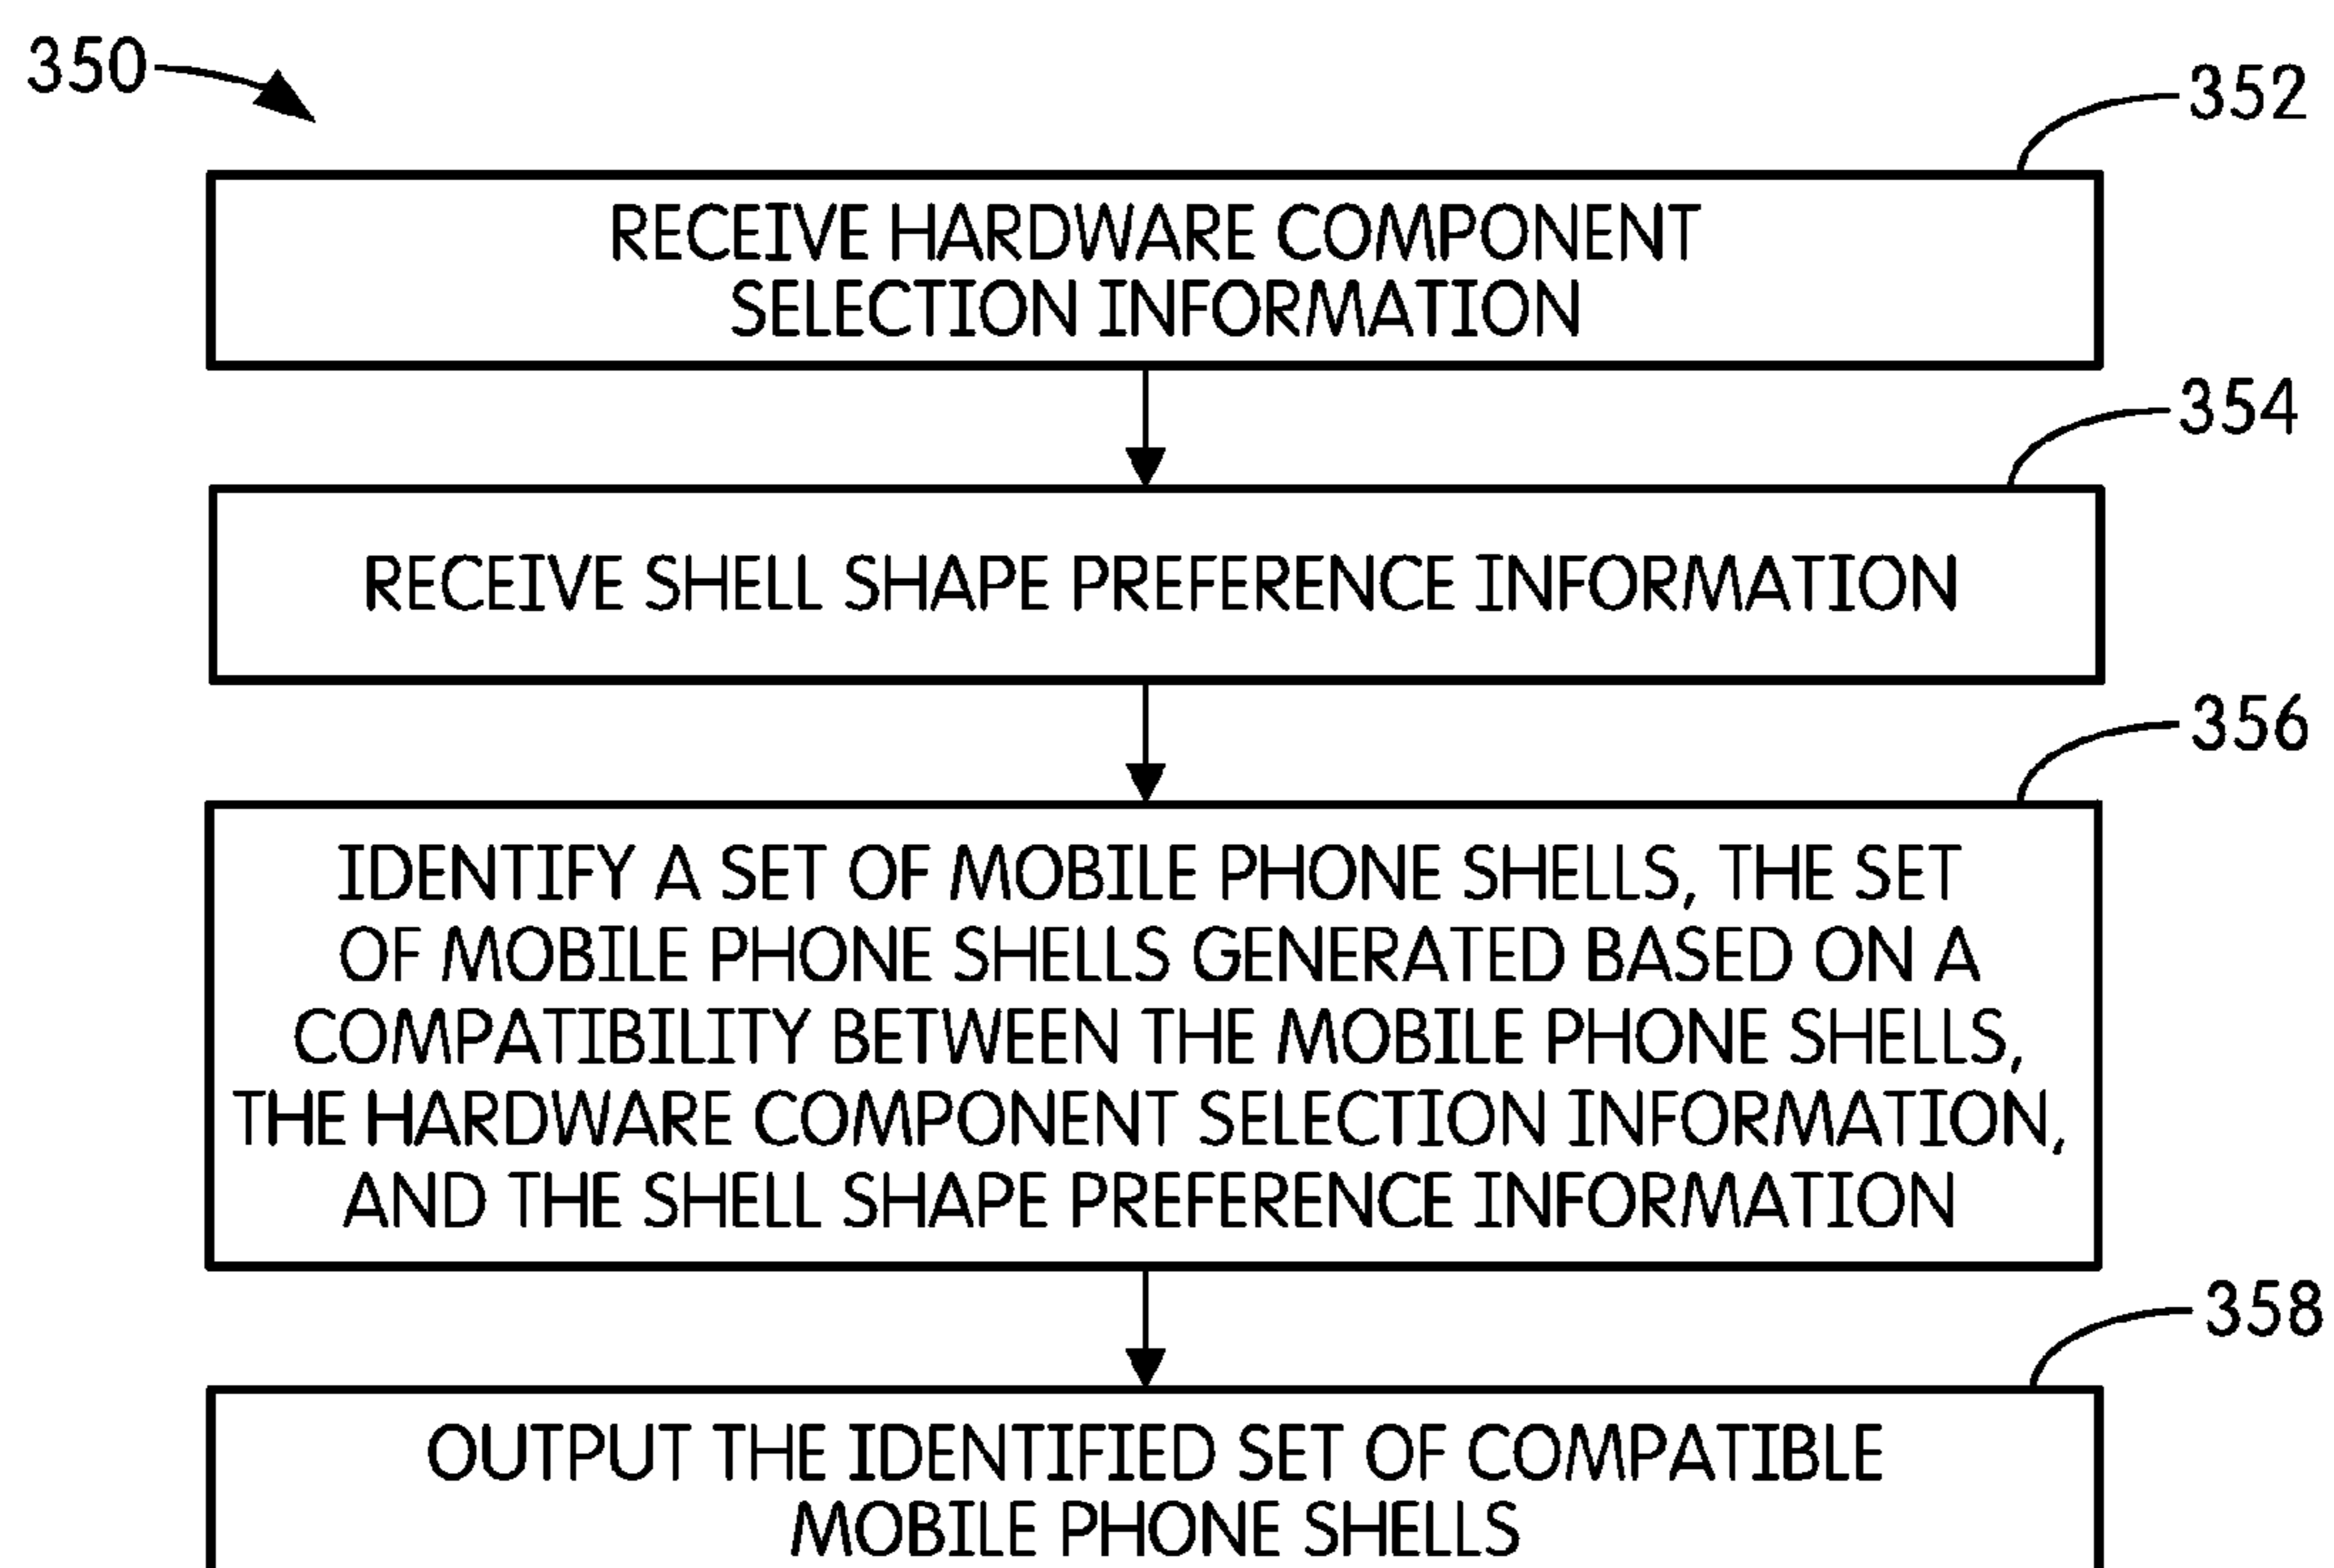 350
352
RECEIVE HARDWARE COMPONENT
SELECTION INFORMATION
354
RECEIVE SHELL SHAPE PREFERENCE INFORMATION
356
IDENTIFY A SET OF MOBILE PHONE SHELLS, THE SET
OF MOBILE PHONE SHELLS GENERATED BASED ON A
COMPATIBILITY BETWEEN THE MOBILE PHONE SHELLS,
THE HARDWARE COMPONENT SELECTION INFORMATION,
AND THE SHELL SHAPE PREFERENCE INFORMATION
358
OUTPUT THE IDENTIFIED SET OF COMPATIBLE
MOBILE PHONE SHELLS